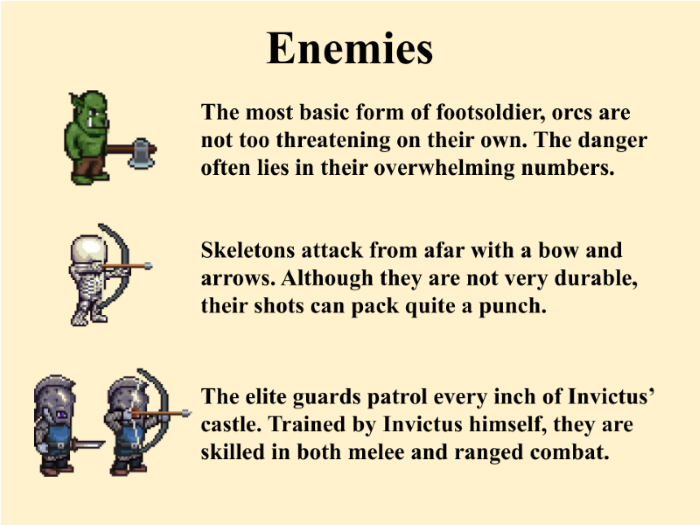 Enemies
The most basic form of footsoldier, orcs are
not too threatening on their own. The danger
often lies in their overwhelming numbers.
Skeletons attack from afar with a bow and
arrows. Although they are not very durable,
their shots can pack quite a punch.
The elite guards patrol every inch of Invictus’
castle. Trained by Invictus himself, they are
skilled in both melee and ranged combat.